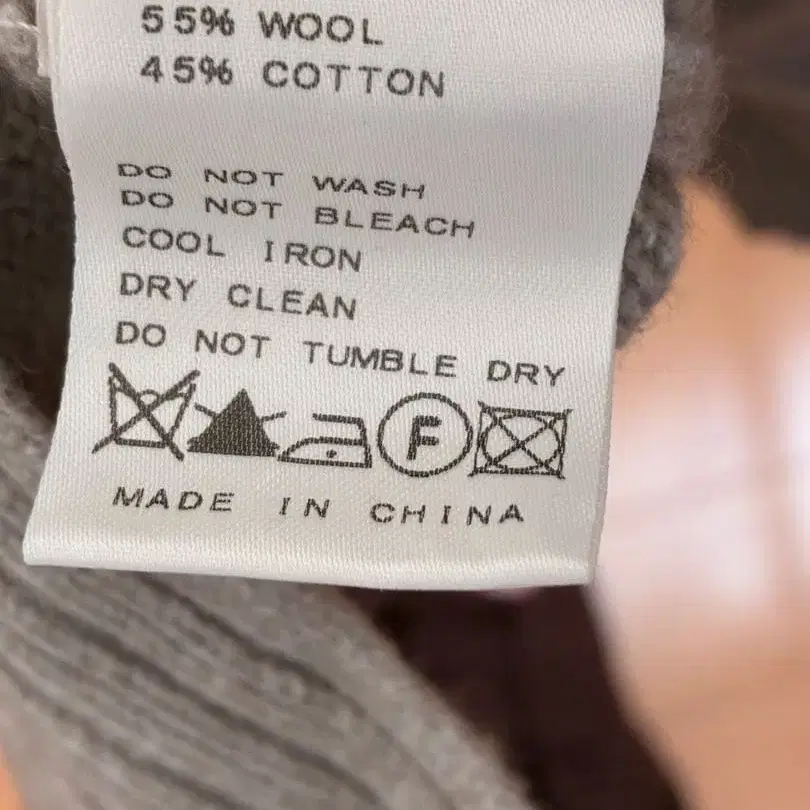 55% WOOL
45% COTTON
DO NOT WASH
DO NOT BLEACH
COOL IRON
DRY CLEAN
DO NOT TUMBLE DRY
F
MADE IN CHINA